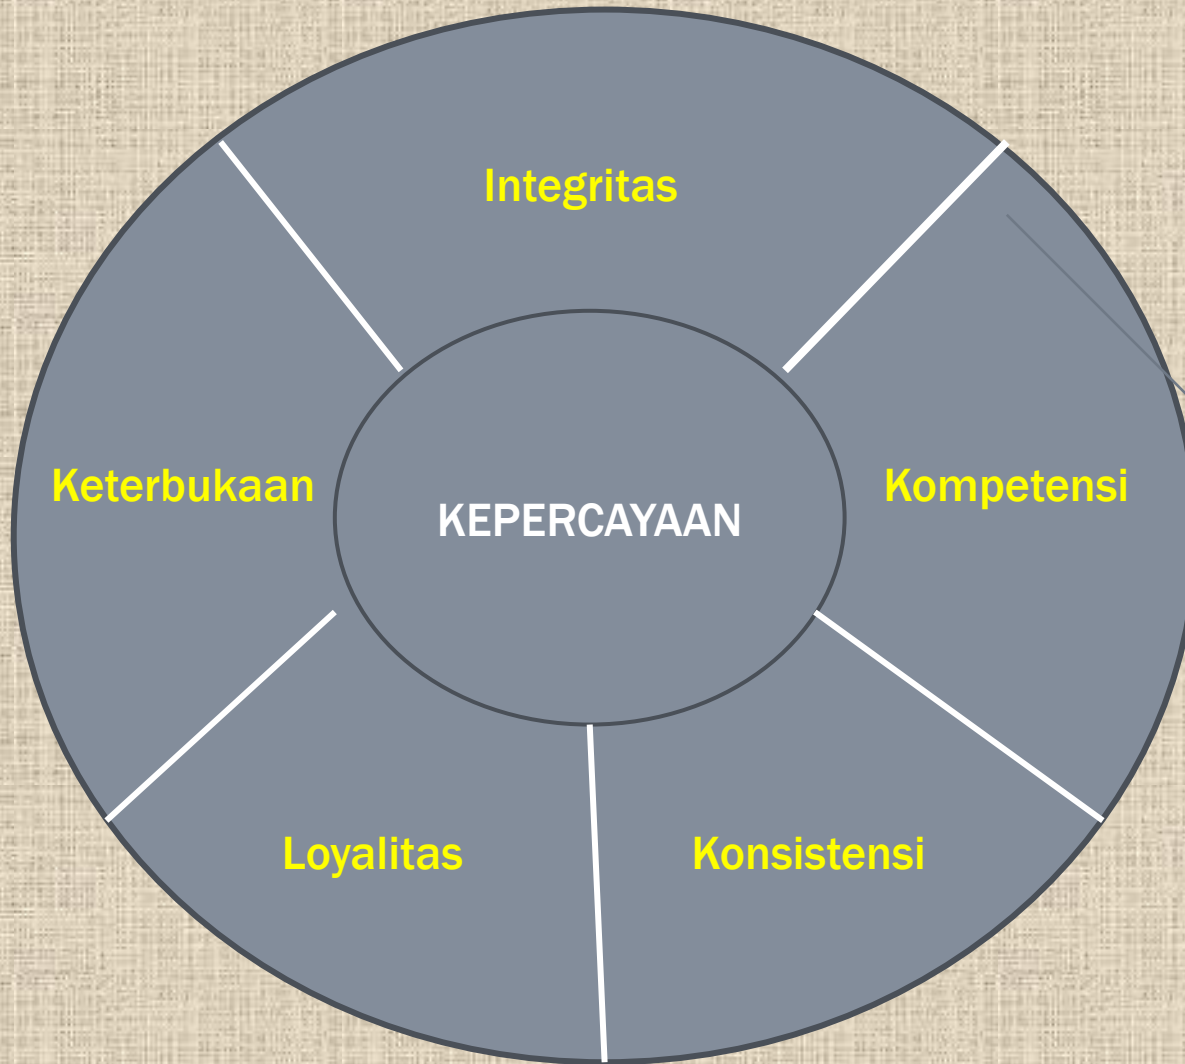 Integritas
Keterbukaan
KEPERCAYAAN
Kompetensi
Loyalitas
Konsistensi